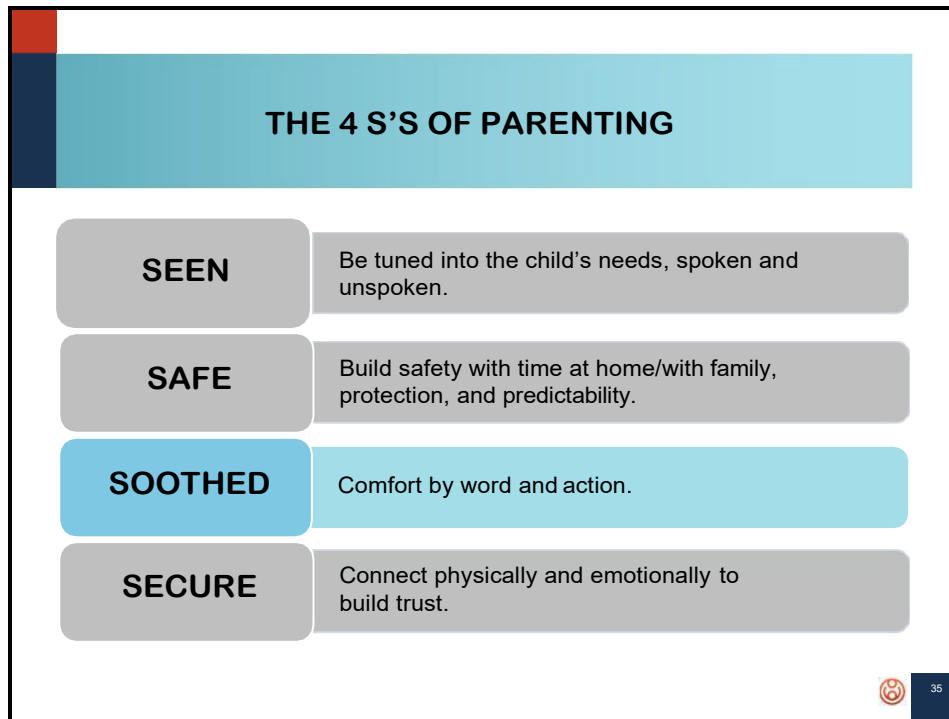 THE 4 S’S OF PARENTING
SEEN
Be tuned into the child’s needs, spoken and
unspoken.
SAFE
Build safety with time at home/with family,
protection, and predictability.
SOOTHED
Comfort by word and action.
SECURE
Connect physically and emotionally to
build trust.
35